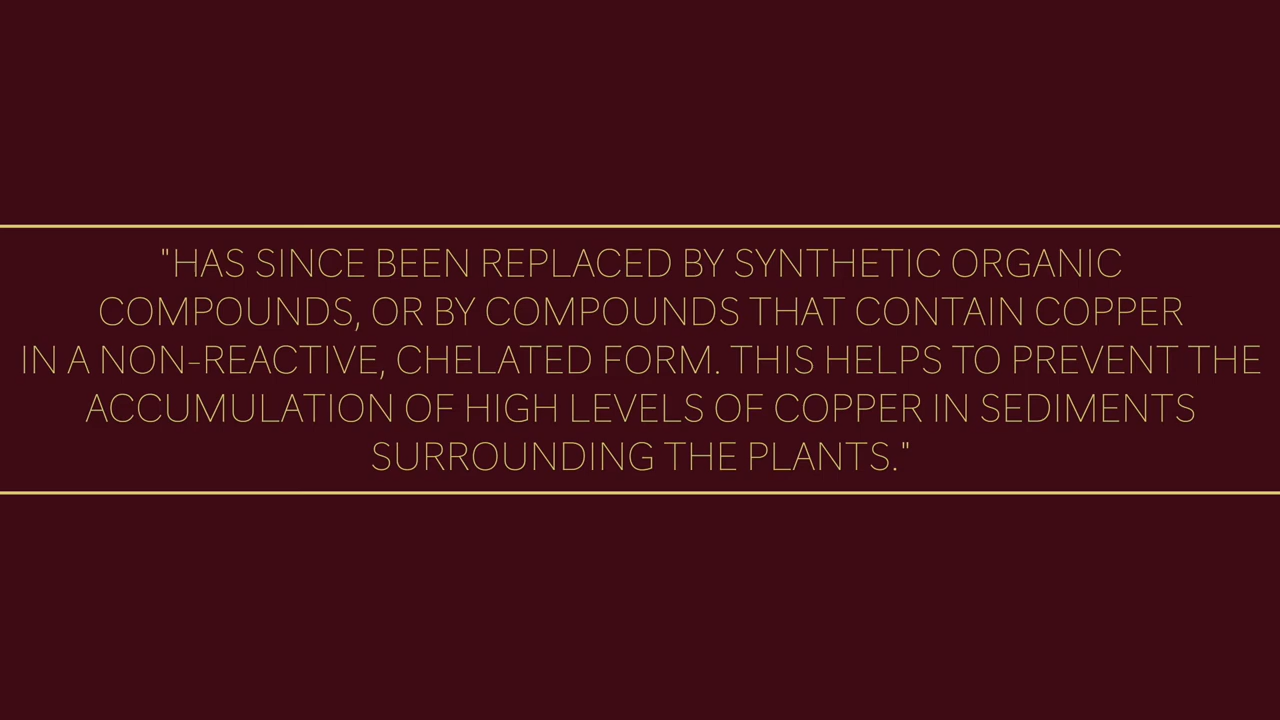 "HAS SINCE BEEN REPLACED BY SYNTHETIC ORGANIC
COMPOUNDS, OR BY COMPOUNDS THAT CONTAIN COPPER
IN A NON-REACTIVE, CHELATED FORM. THIS HELPS TO PREVENT THE
ACCUMULATION OF HIGH LEVELS OF COPPER IN SEDIMENTS
SURROUNDING THE PLANTS."